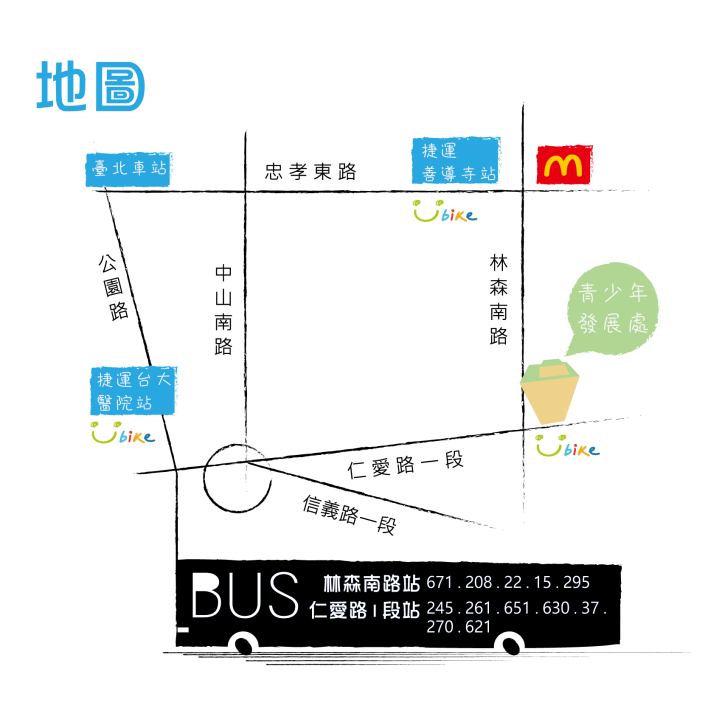 地圖
臺北車站
忠孝東路
捷運
善導寺站
Ubike
公園路
中山南路
林森南路
青少年
發展處
捷運台大
醫院站
Ubike
Ubike
仁愛路一段
信義路一段
BUS
林森南路站 671 . 208 . 22 . 15 . 295
仁愛路1段站 245 . 261 . 651 . 630 . 37 .
270 . 621